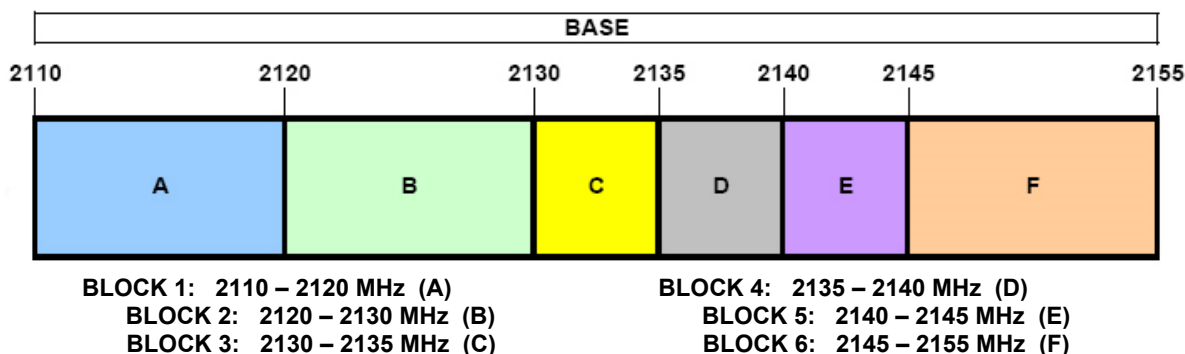 BASE
2110 2120 2130 2135 2140 2145 2155
A B C D E F
BLOCK 1: 2110 – 2120 MHz (A)
BLOCK 2: 2120 – 2130 MHz (B)
BLOCK 3: 2130 – 2135 MHz (C)
BLOCK 4: 2135 – 2140 MHz (D)
BLOCK 5: 2140 – 2145 MHz (E)
BLOCK 6: 2145 – 2155 MHz (F)